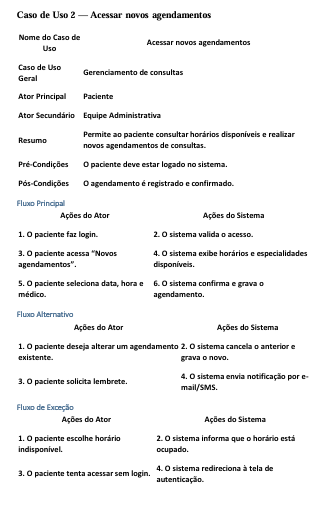 Caso de Uso 2 — Acessar novos agendamentos
Nome do Caso de
Uso
Acessar novos agendamentos
Caso de Uso
Geral
Gerenciamento de consultas
Ator Principal
Paciente
Ator Secundário
Equipe Administrativa
Resumo
Permite ao paciente consultar horários disponíveis e realizar
novos agendamentos de consultas.
Pré-Condições
O paciente deve estar logado no sistema.
Pós-Condições
O agendamento é registrado e confirmado.
Fluxo Principal
Ações do Ator
Ações do Sistema
1. O paciente faz login.
2. O sistema valida o acesso.
3. O paciente acessa “Novos
agendamentos”.
4. O sistema exibe horários e especialidades
disponíveis.
5. O paciente seleciona data, hora e
médico.
6. O sistema confirma e grava o
agendamento.
Fluxo Alternativo
Ações do Ator
Ações do Sistema
1. O paciente deseja alterar um agendamento
existente.
2. O sistema cancela o anterior e
grava o novo.
3. O paciente solicita lembrete.
4. O sistema envia notificação por e-
mail/SMS.
Fluxo de Exceção
Ações do Ator
Ações do Sistema
1. O paciente escolhe horário
indisponível.
2. O sistema informa que o horário está
ocupado.
3. O paciente tenta acessar sem login.
4. O sistema redireciona à tela de
autenticação.